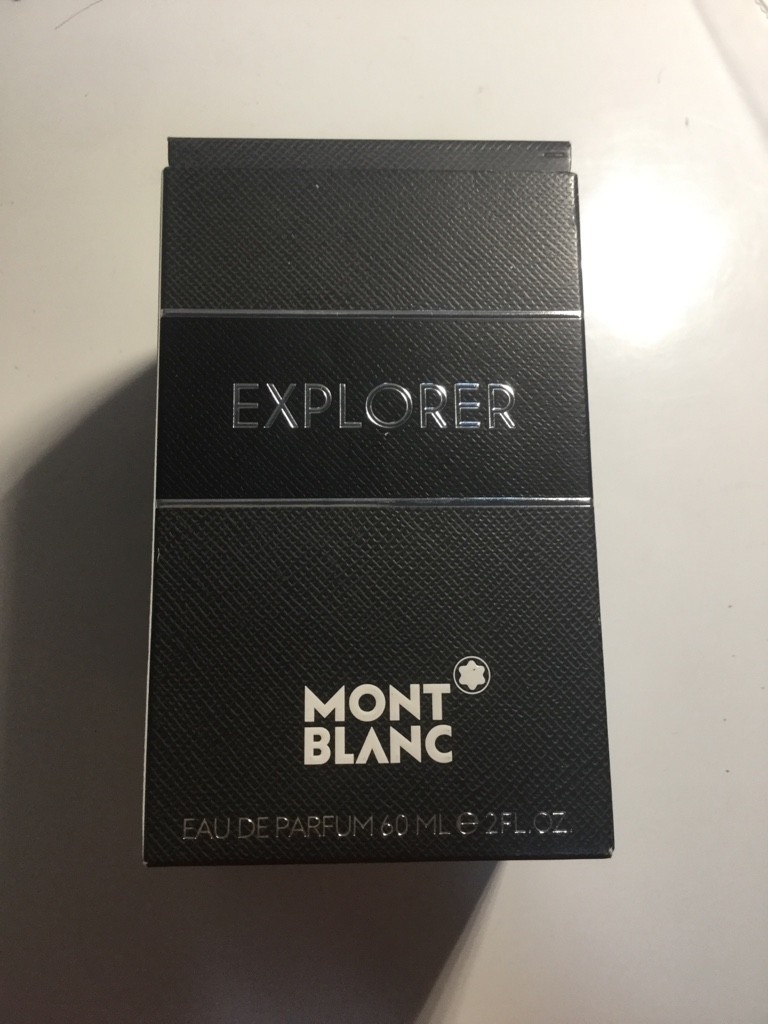 EXPLORER
MONT
BLANC
EAU DE PARFUM 60 ML ℮ 2FL.OZ.